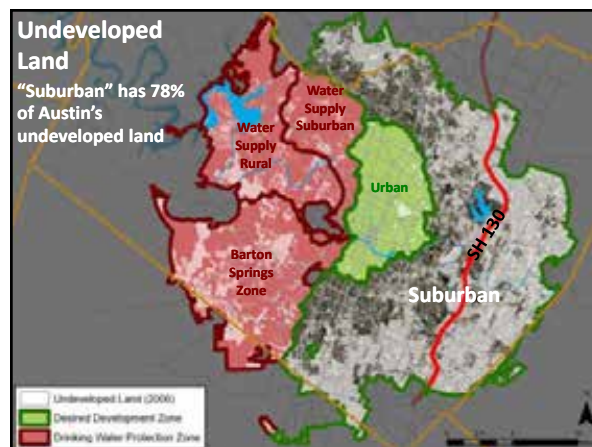 Undeveloped
Land
“Suburban” has 78%
of Austin’s
undeveloped land
Water
Supply
Suburban
Water
Supply
Rural
Urban
Barton
Springs
Zone
SH 130
Suburban
Undeveloped Land (2006)
Desired Development Zone
Drinking Water Protection Zone